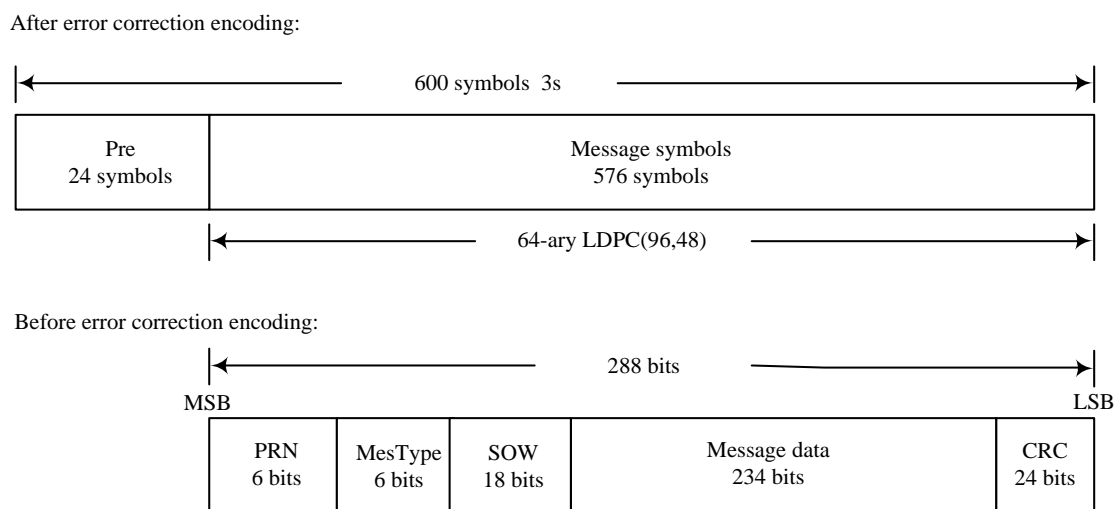 After error correction encoding:
600 symbols 3s
Pre
24 symbols
Message symbols
576 symbols
64-ary LDPC(96,48)
Before error correction encoding:
288 bits
MSB
LSB
PRN
6 bits
MesType
6 bits
SOW
18 bits
Message data
234 bits
CRC
24 bits